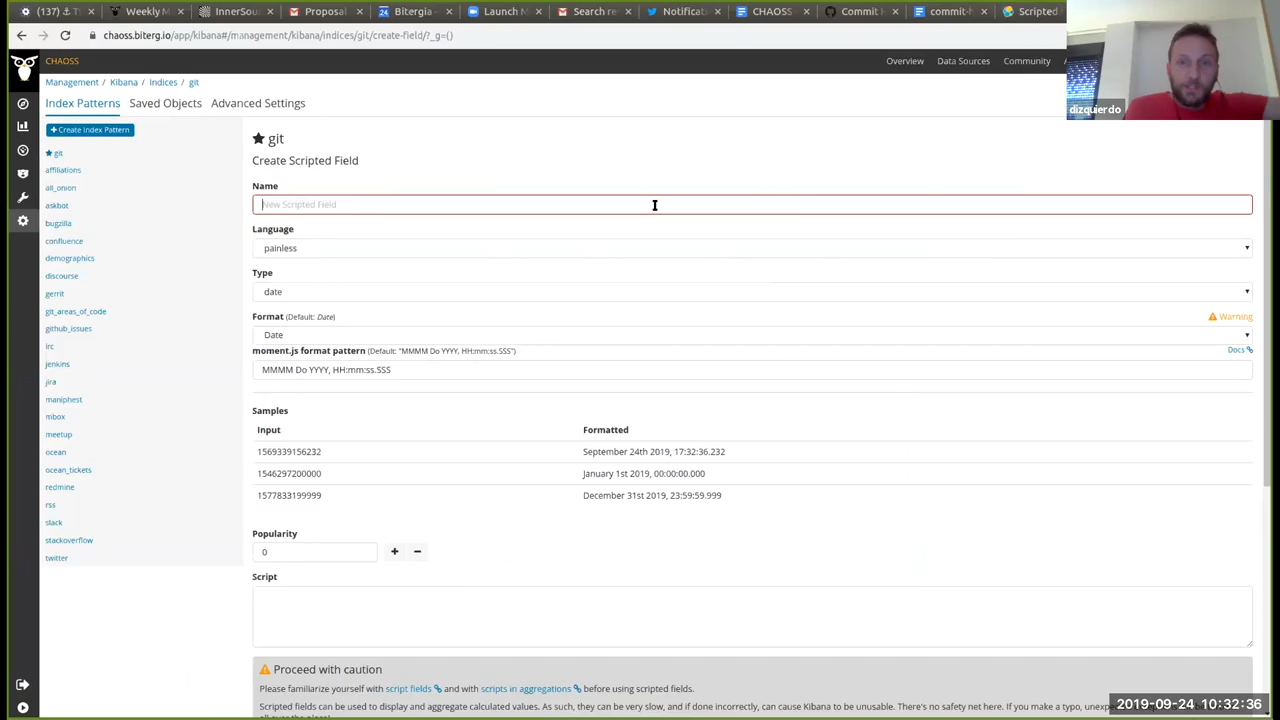 Weekly M
InnerSou
Scripted
Proposal
Bitergia -
Launch M
Search re
Notificat
CHAOSS
Commit H
commit-h
Scripted
chaoss.biterg.io/app/kibana#/management/kibana/indices/git/create-field/?_g=()
CHAOSS
Overview
Data Sources
Community
dizquierdo
Management / Kibana / Indices / git
Index Patterns
Saved Objects
Advanced Settings
+ Create Index Pattern
git
affiliations
all_onion
askbot
bugzilla
confluence
demographics
discourse
gerrit
git_areas_of_code
github_issues
irc
jenkins
jira
maniphest
mbox
meetup
ocean
ocean_tickets
redmine
rss
slack
stackoverflow
twitter
git
Create Scripted Field
Name
New Scripted Field
Language
painless
Type
date
Format (Default: Date)
Warning
Date
moment.js format pattern (Default: "MMMM Do YYYY, HH:mm:ss.SSS")
Docs
MMMM Do YYYY, HH:mm:ss.SSS
Samples
Input Formatted
1569339156232 September 24th 2019, 17:32:36.232
1546297200000 January 1st 2019, 00:00:00.000
1577833199999 December 31st 2019, 23:59:59.999
Popularity
0
Script
Proceed with caution
Please familiarize yourself with script fields and with scripts in aggregations before using scripted fields.
Scripted fields can be used to display and aggregate calculated values. As such, they can be very slow, and if done incorrectly, can cause Kibana to be unusable. There's no safety net here. If you make a typo, unexpe
2019-09-24 10:32:36